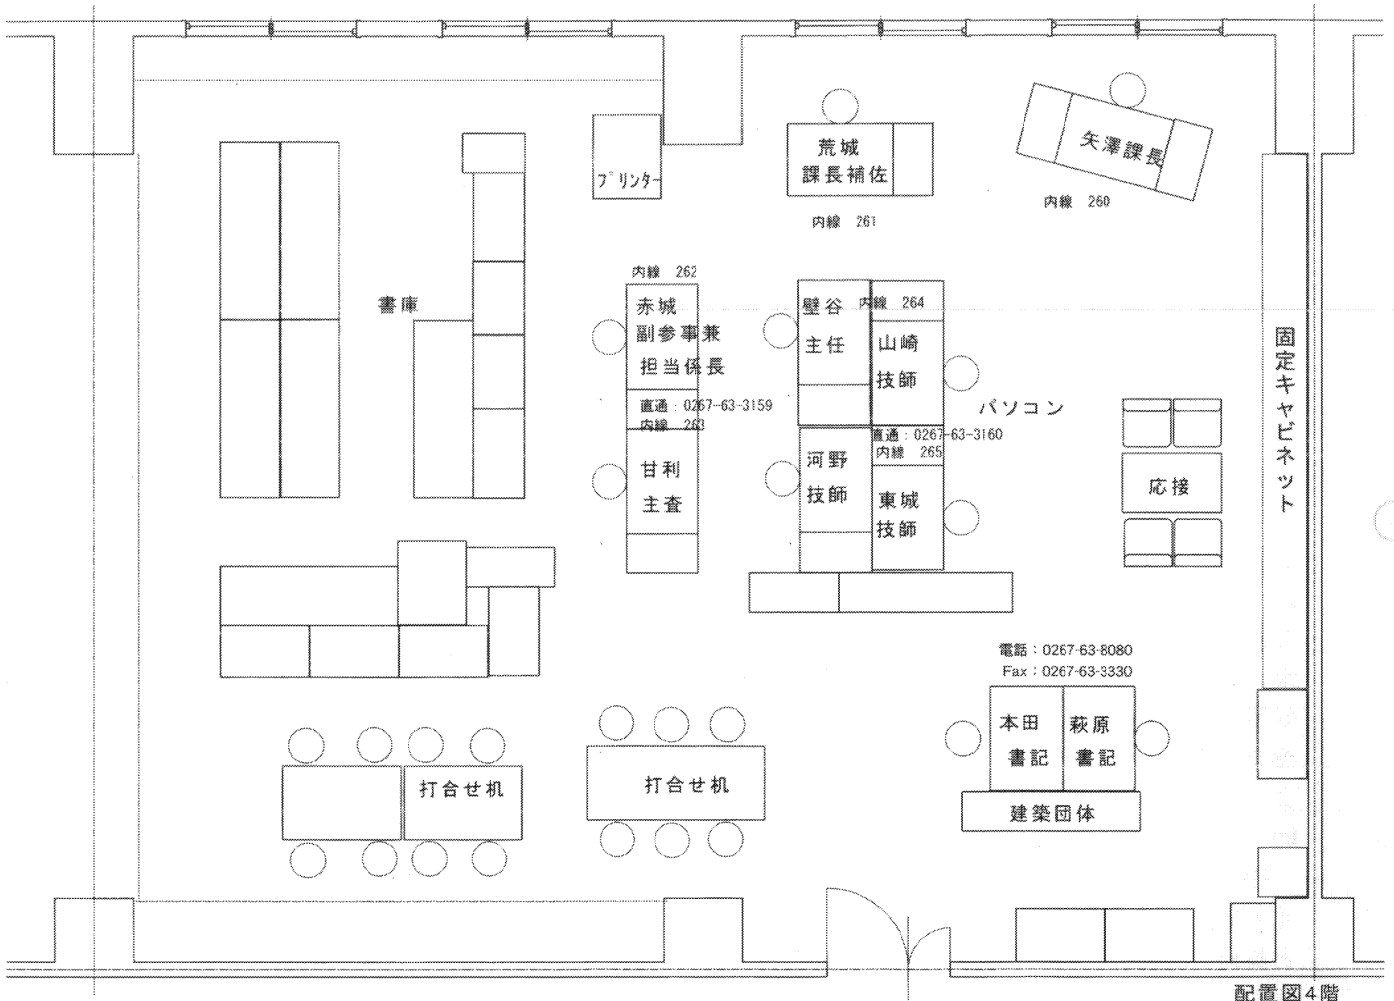 荒城
課長補佐
内線 261
矢澤課長
内線 260
プリンター
書庫
内線 262
赤城
副参事兼
担当係長
直通：0267-63-3159
内線 263
甘利
主査
壁谷
主任
内線 264
山崎
技師
パソコン
直通：0267-63-3160
内線 265
河野
技師
東城
技師
応接
固定キャビネット
電話：0267-63-8080
Fax：0267-63-3330
本田
書記
萩原
書記
建築団体
打合せ机
打合せ机
配置図4階